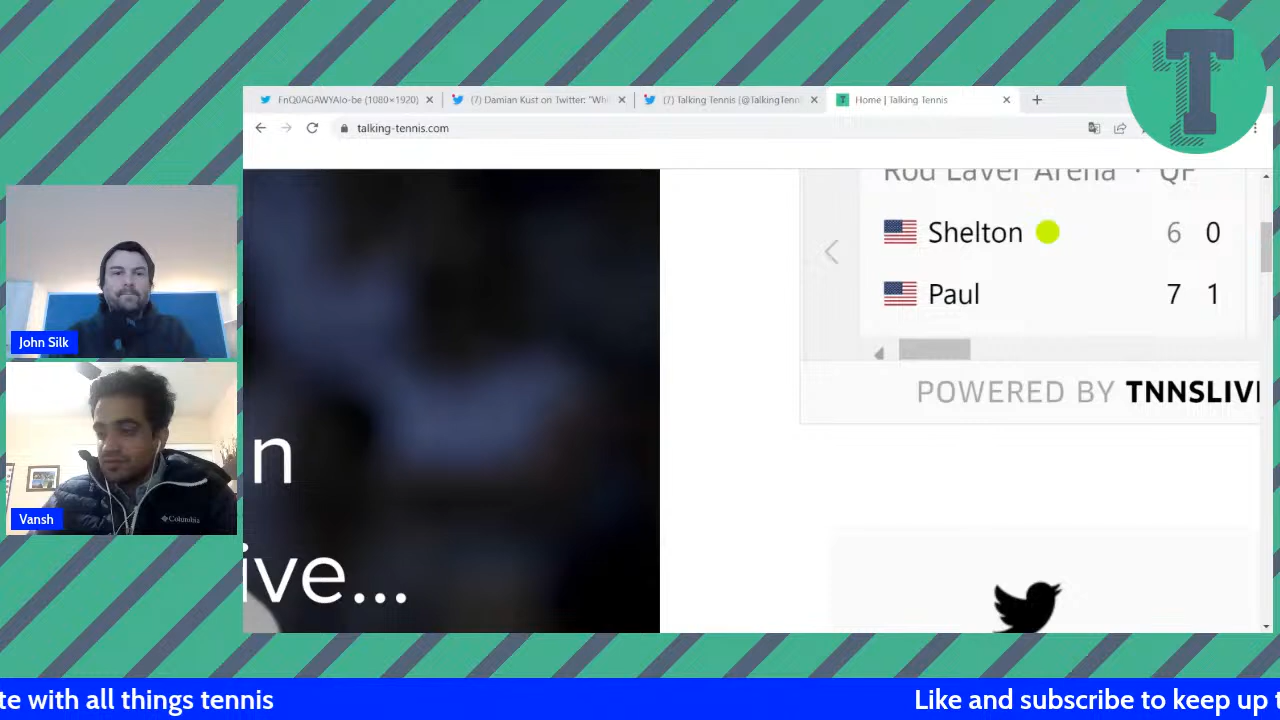 FnQ0AGAWYAIo-be (1080×1920)
(7) Damian Kust on Twitter: "Whi
(7) Talking Tennis (@TalkingTenn
Home | Talking Tennis
talking-tennis.com
Rod Laver Arena · QF
Shelton 6 0
Paul 7 1
POWERED BY TNNSLIVE
n
ive...
John Silk
Vansh
Columbia
T
te with all things tennis
Like and subscribe to keep up t